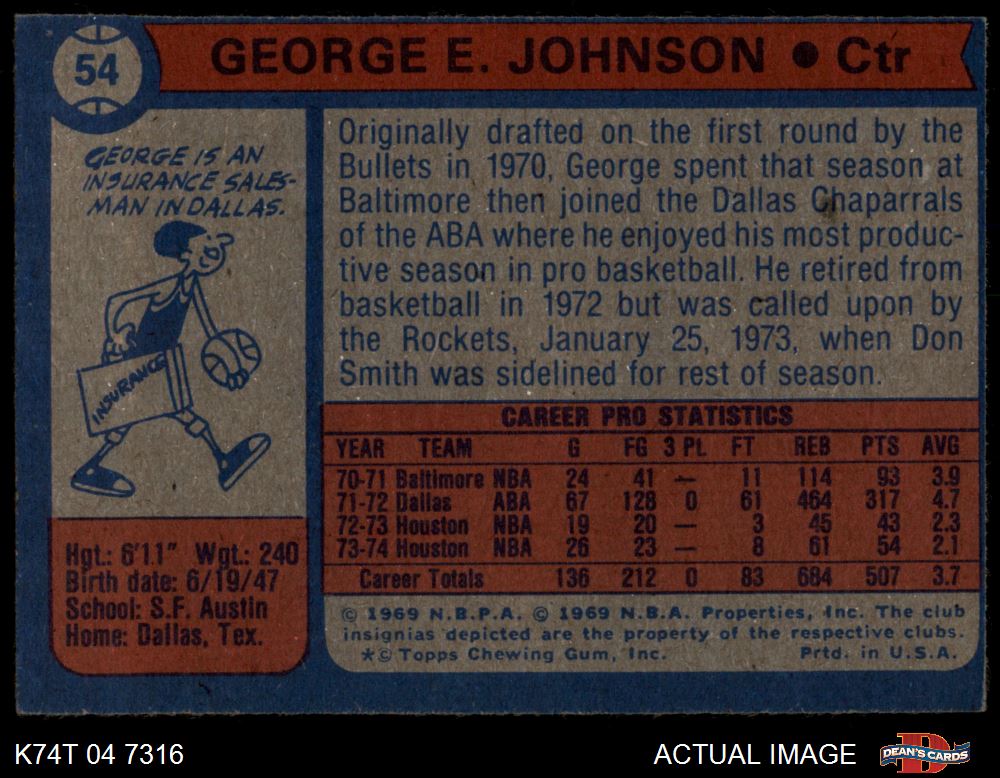 54
GEORGE E. JOHNSON ● Ctr
GEORGE IS AN
INSURANCE SALES-
MAN IN DALLAS.
INSURANCE
Hgt.: 6'11" Wgt.: 240
Birth date: 6/19/47
School: S.F. Austin
Home: Dallas, Tex.
Originally drafted on the first round by the
Bullets in 1970, George spent that season at
Baltimore then joined the Dallas Chaparrals
of the ABA where he enjoyed his most produc-
tive season in pro basketball. He retired from
basketball in 1972 but was called upon by
the Rockets, January 25, 1973, when Don
Smith was sidelined for rest of season.
CAREER PRO STATISTICS
YEAR TEAM G FG 3 PL FT REB PTS AVG
70-71 Baltimore NBA 24 41 — 11 114 93 3.9
71-72 Dallas ABA 67 128 0 61 464 317 4.7
72-73 Houston NBA 19 20 — 3 45 43 2.3
73-74 Houston NBA 26 23 — 8 61 54 2.1
Career Totals 136 212 0 83 684 507 3.7
© 1969 N.B.P.A. © 1969 N.B.A. Properties, Inc. The club
insignias depicted are the property of the respective clubs.
*© Topps Chewing Gum, Inc. Prtd. in U.S.A.
K74T 04 7316
ACTUAL IMAGE
D
DEAN'S CARDS